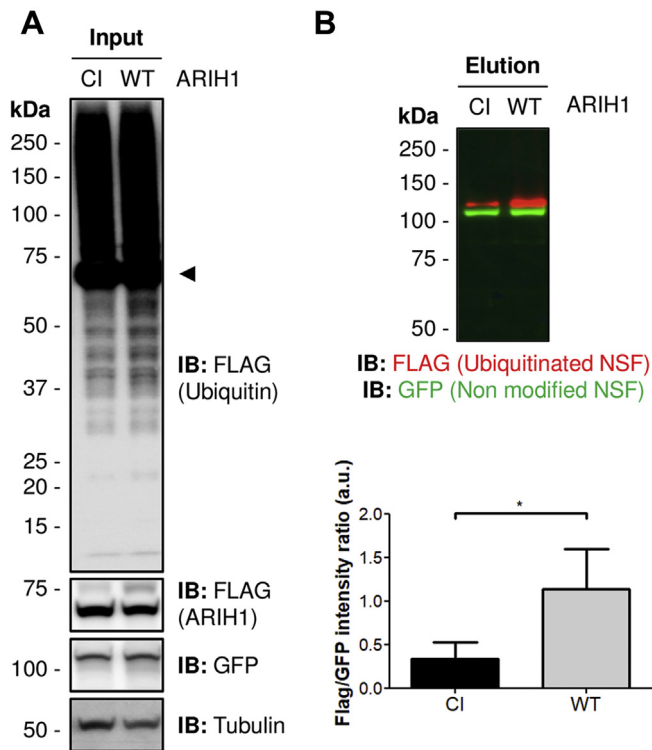 A
Input
CI WT ARIH1
kDa
250 -
150 -
100 -
75 -
50 -
37 -
25 -
20 -
15 -
IB: FLAG
(Ubiquitin)
75 -
IB: FLAG
(ARIH1)
100 -
IB: GFP
50 -
IB: Tubulin
B
Elution
CI WT ARIH1
kDa
250 -
150 -
100 -
75 -
50 -
IB: FLAG (Ubiquitinated NSF)
IB: GFP (Non modified NSF)
Flag/GFP intensity ratio (a.u.)
2.0
1.5
1.0
0.5
0.0
*
CI WT